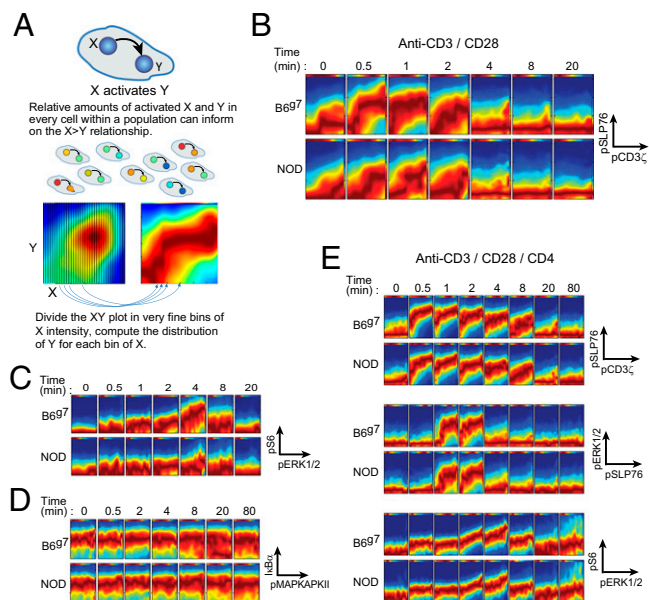 A
X
Y
X activates Y
Relative amounts of activated X and Y in
every cell within a population can inform
on the X>Y relationship.
Y
X
Divide the XY plot in very fine bins of
X intensity, compute the distribution
of Y for each bin of X.
B
Anti-CD3 / CD28
Time
(min) : 0 0.5 1 2 4 8 20
B6g7
NOD
pSLP76
pCD3ζ
C
Time
(min) : 0 0.5 1 2 4 8 20
B6g7
NOD
pS6
pERK1/2
D
Time
(min) : 0 2 4 8 20 80
B6g7
NOD
IκBα
pMAPKAPKII
E
Anti-CD3 / CD28 / CD4
Time
(min) : 0 0.5 1 2 4 8 20 80
B6g7
NOD
pSLP76
pCD3ζ
B6g7
NOD
pERK1/2
pSLP76
B6g7
NOD
pS6
pERK1/2